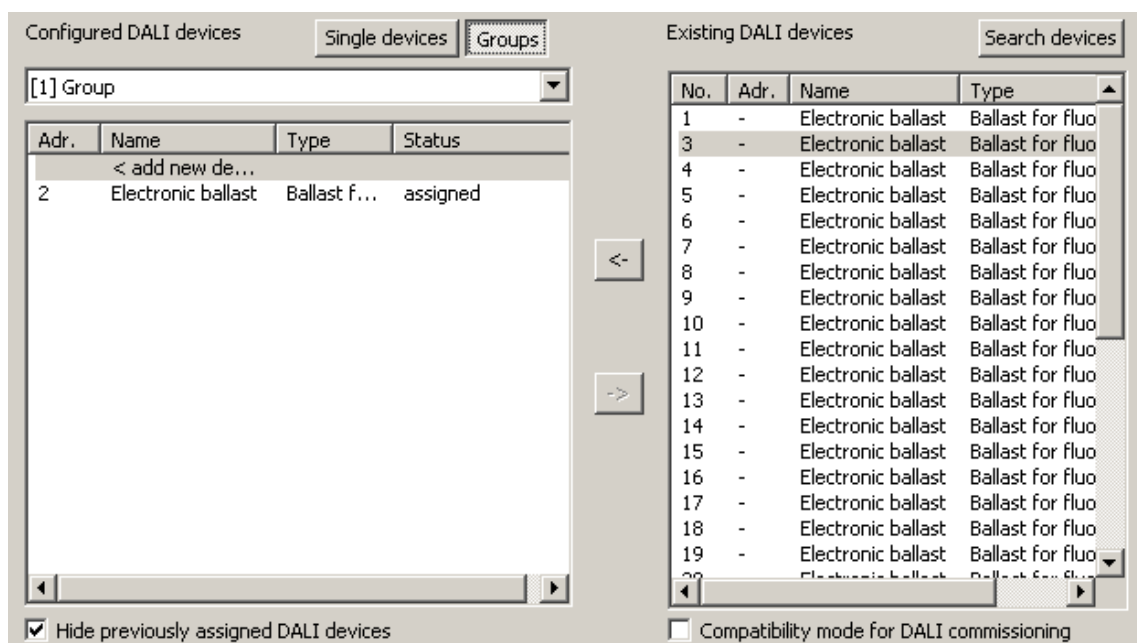 Configured DALI devices Single devices Groups
[1] Group
Adr. Name Type Status
< add new de...
2 Electronic ballast Ballast f... assigned
Hide previously assigned DALI devices
<-
->
Existing DALI devices Search devices
No. Adr. Name Type
1 - Electronic ballast Ballast for fluo
3 - Electronic ballast Ballast for fluo
4 - Electronic ballast Ballast for fluo
5 - Electronic ballast Ballast for fluo
6 - Electronic ballast Ballast for fluo
7 - Electronic ballast Ballast for fluo
8 - Electronic ballast Ballast for fluo
9 - Electronic ballast Ballast for fluo
10 - Electronic ballast Ballast for fluo
11 - Electronic ballast Ballast for fluo
12 - Electronic ballast Ballast for fluo
13 - Electronic ballast Ballast for fluo
14 - Electronic ballast Ballast for fluo
15 - Electronic ballast Ballast for fluo
16 - Electronic ballast Ballast for fluo
17 - Electronic ballast Ballast for fluo
18 - Electronic ballast Ballast for fluo
19 - Electronic ballast Ballast for fluo
Compatibility mode for DALI commissioning